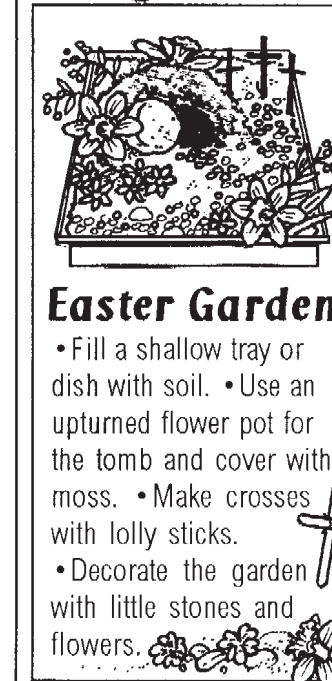 Easter Garden
• Fill a shallow tray or
dish with soil. • Use an
upturned flower pot for
the tomb and cover with
moss. • Make crosses
with lolly sticks.
• Decorate the garden
with little stones and
flowers.